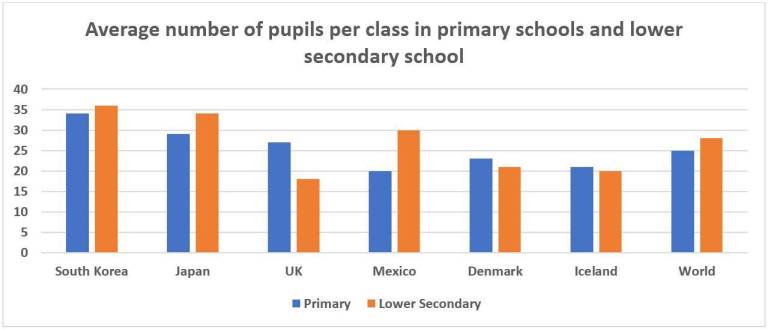 Average number of pupils per class in primary schools and lower
secondary school
40
35
30
25
20
15
10
5
0
South Korea Japan UK Mexico Denmark Iceland World
Primary Lower Secondary